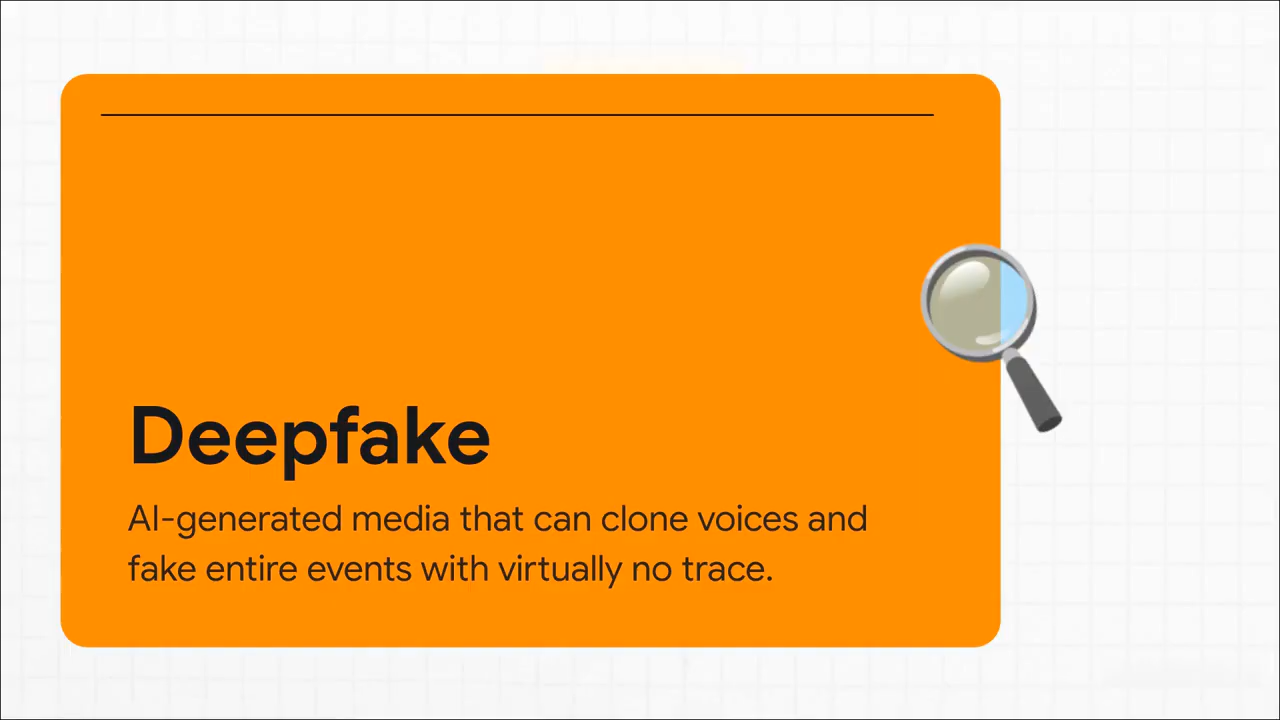 Deepfake
AI-generated media that can clone voices and
fake entire events with virtually no trace.